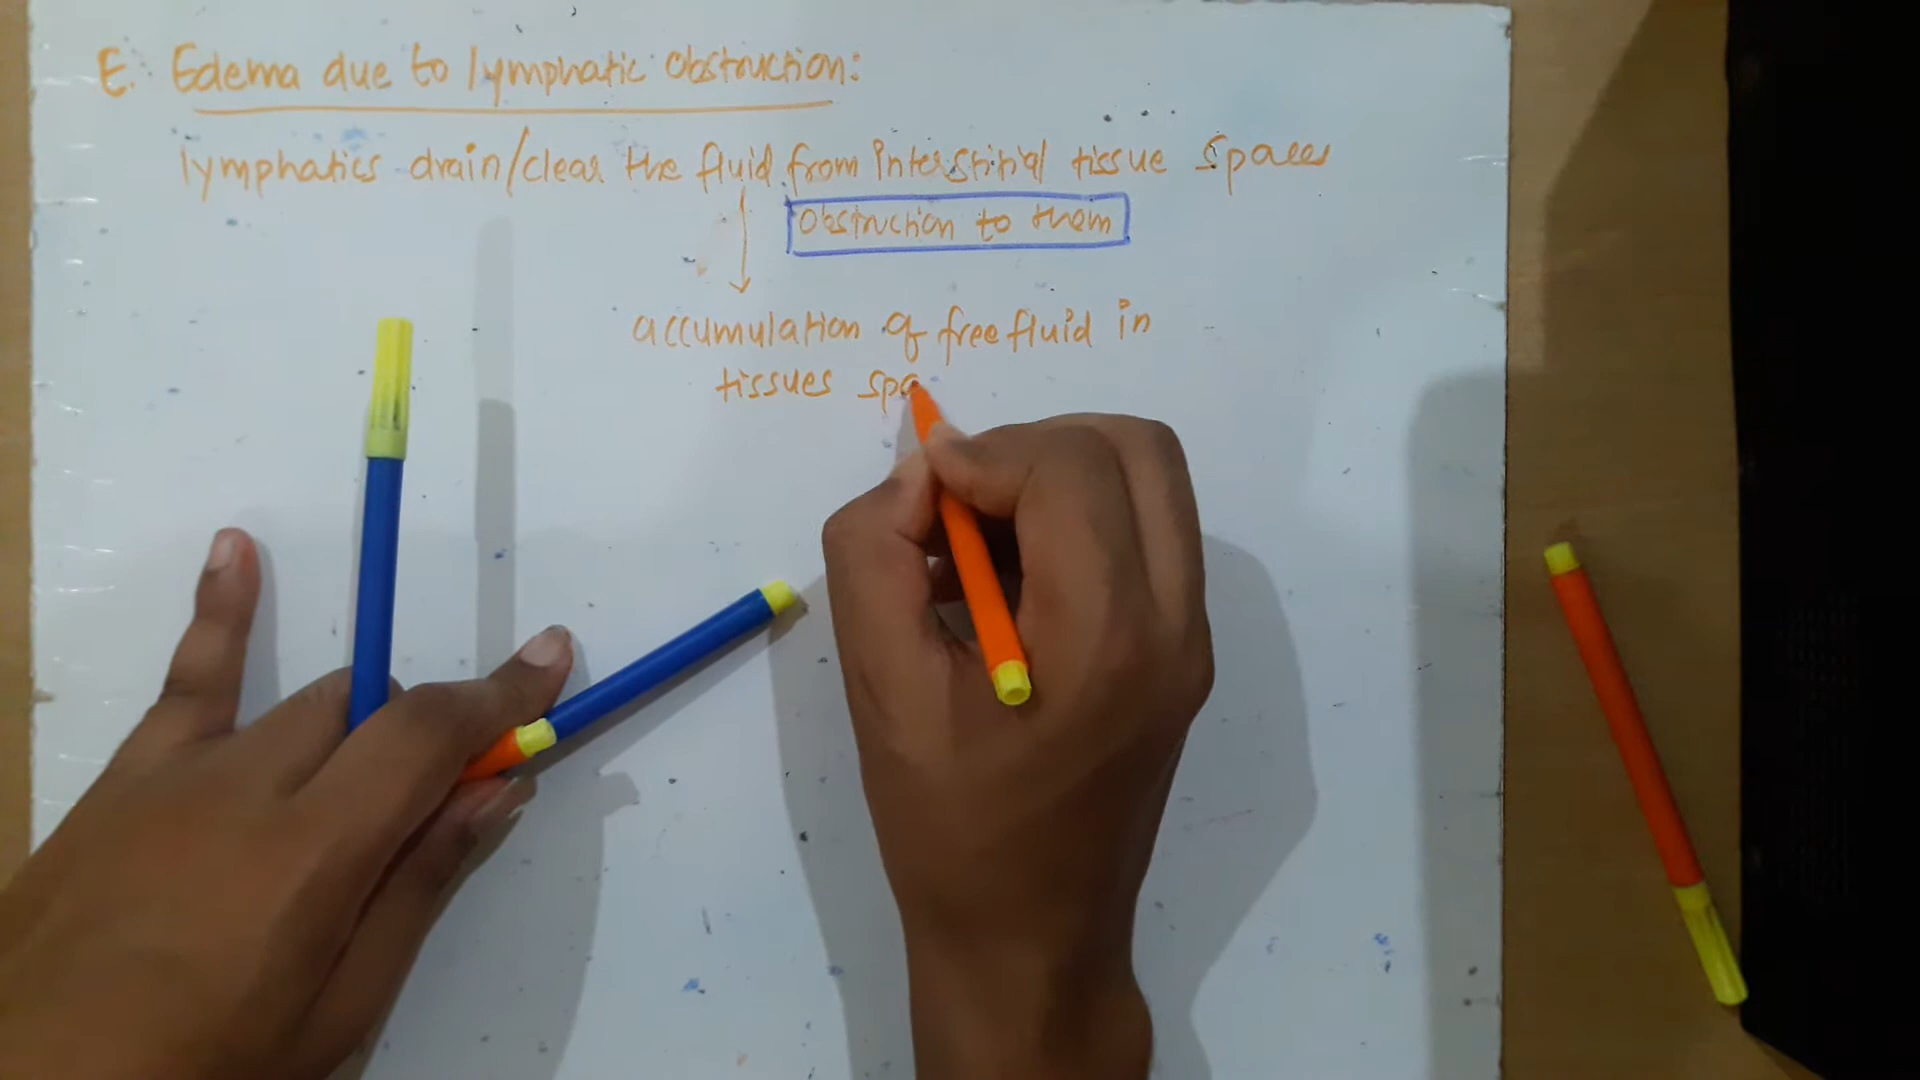 E. Edema due to lymphatic obstruction:
lymphatics drain/clear the fluid from interstitial tissue spaces
obstruction to them
accumulation of free fluid in
tissues spa